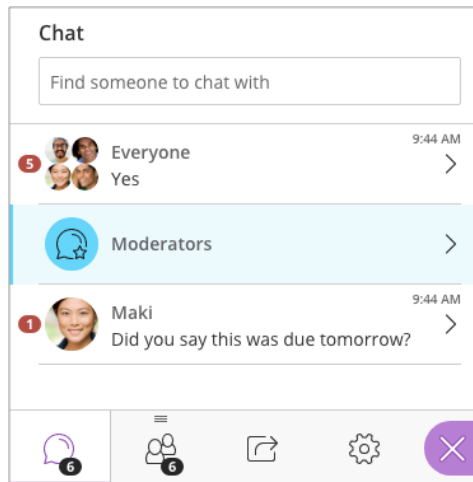 Chat
Find someone to chat with
9:44 AM
5
Everyone
Yes
Moderators
9:44 AM
1
Maki
Did you say this was due tomorrow?
6
6